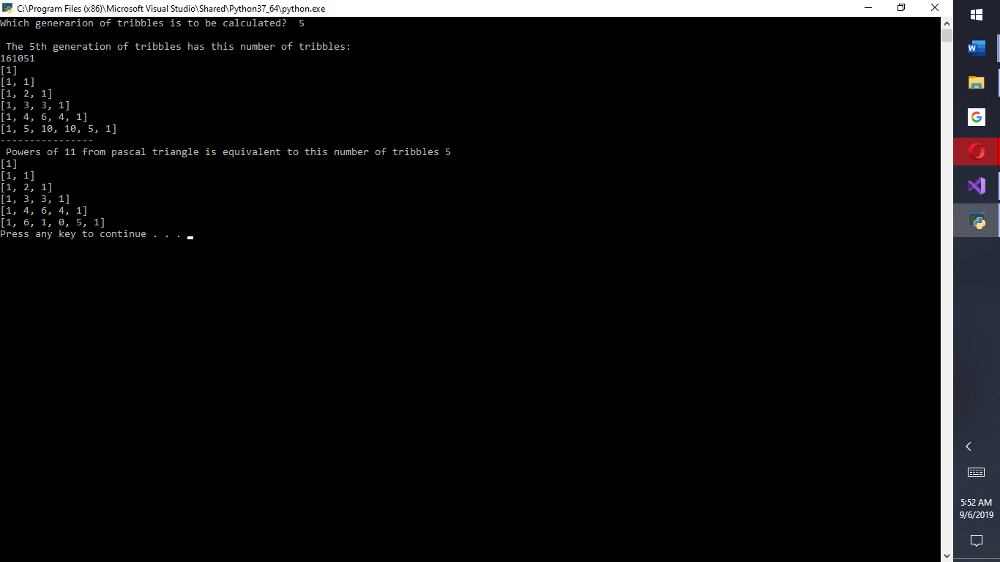 C:\Program Files (x86)\Microsoft Visual Studio\Shared\Python37_64\python.exe
Which generarion of tribbles is to be calculated?  5
 The 5th generation of tribbles has this number of tribbles:
161051
[1]
[1, 1]
[1, 2, 1]
[1, 3, 3, 1]
[1, 4, 6, 4, 1]
[1, 5, 10, 10, 5, 1]
----------------
 Powers of 11 from pascal triangle is equivalent to this number of tribbles 5
[1]
[1, 1]
[1, 2, 1]
[1, 3, 3, 1]
[1, 4, 6, 4, 1]
[1, 6, 1, 0, 5, 1]
Press any key to continue . . .
W
G
5:52 AM
9/6/2019